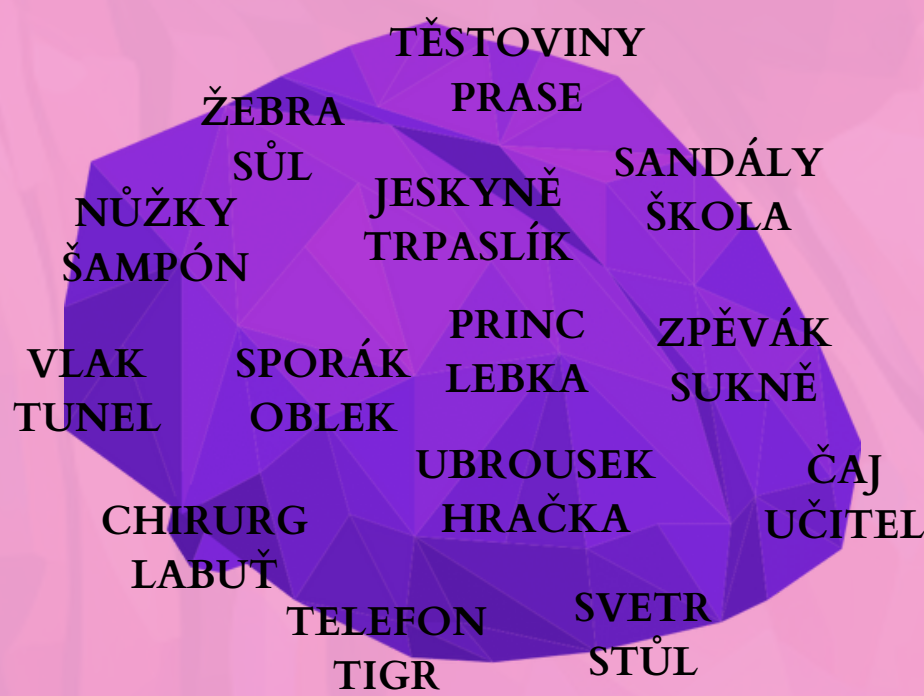 TĚSTOVINY
PRASE
ŽEBRA
SŮL
SANDÁLY
ŠKOLA
JESKYNĚ
TRPASLÍK
NŮŽKY
ŠAMPÓN
PRINC
LEBKA
ZPĚVÁK
SUKNĚ
VLAK
TUNEL
SPORÁK
OBLEK
UBROUSEK
HRAČKA
ČAJ
UČITEL
CHIRURG
LABUŤ
TELEFON
TIGR
SVETR
STŮL